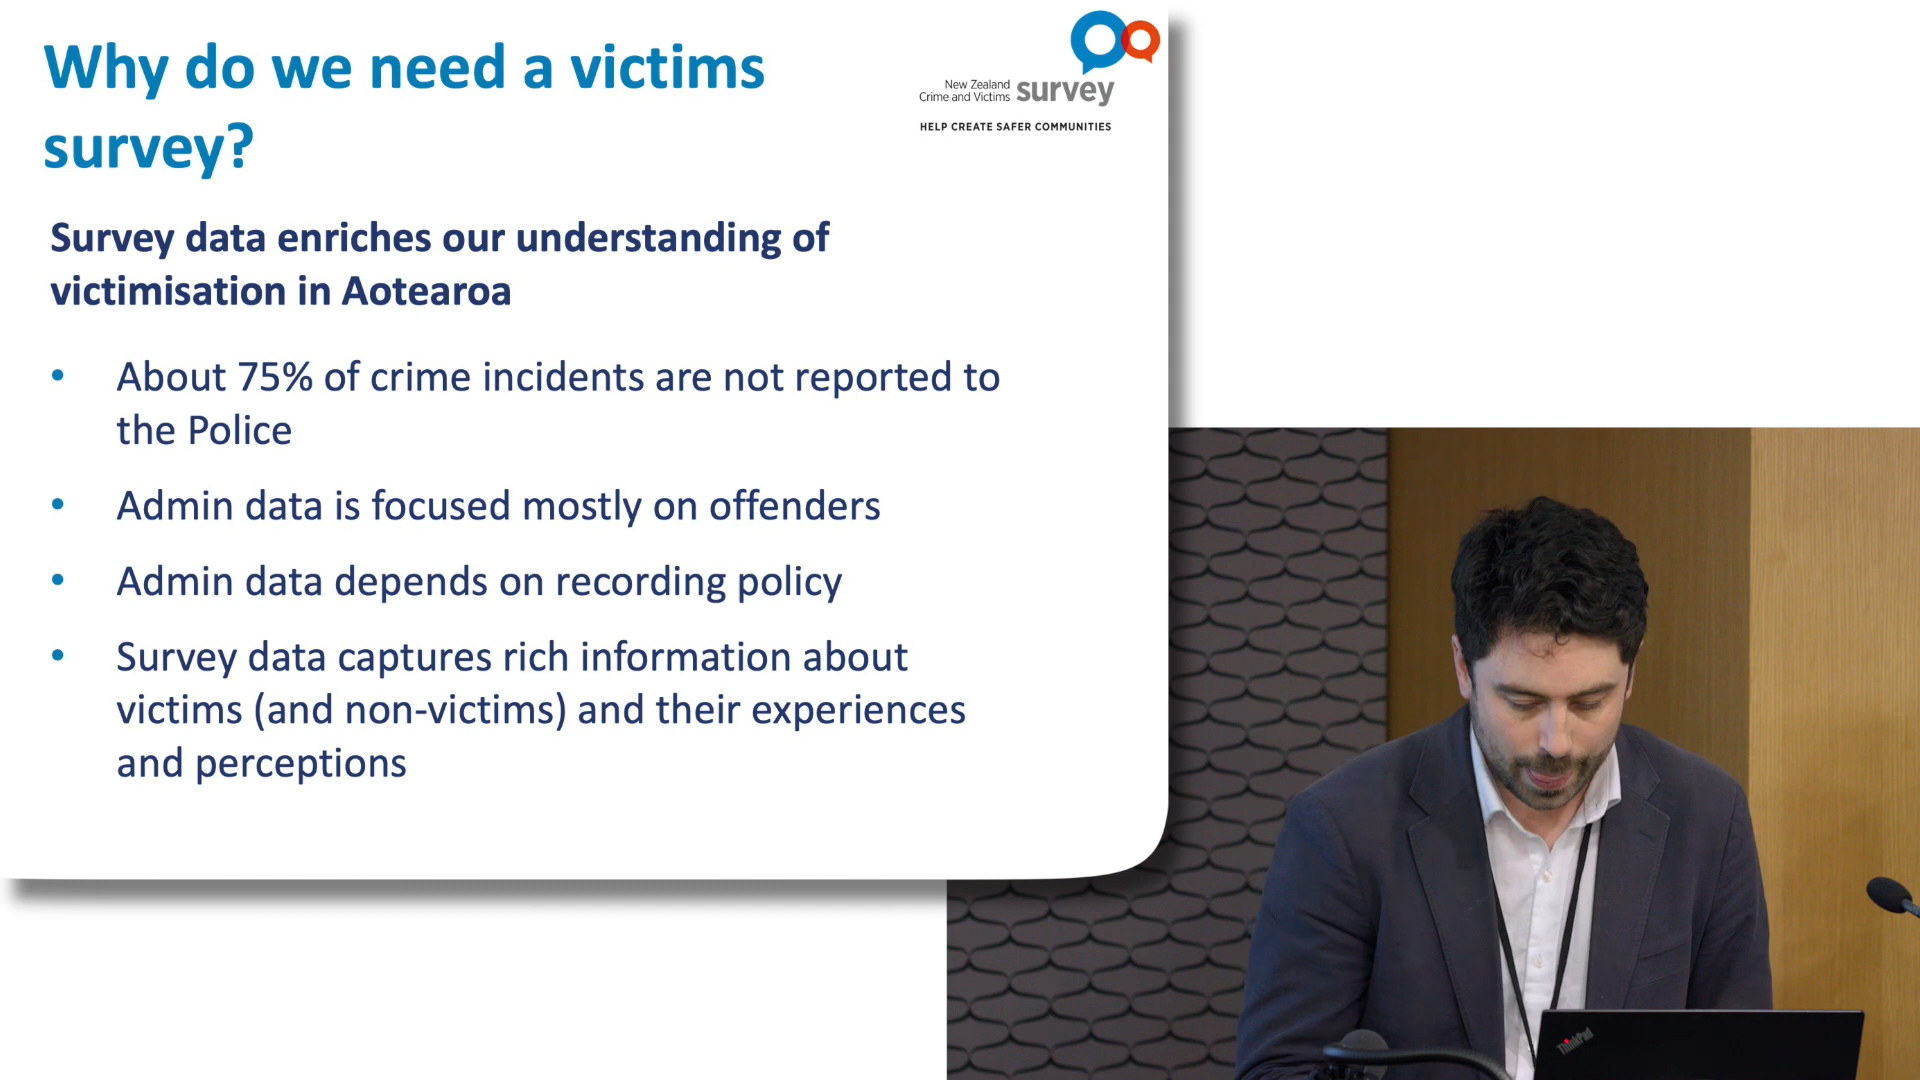 Why do we need a victims
survey?
New Zealand
Crime and Victims survey
HELP CREATE SAFER COMMUNITIES
Survey data enriches our understanding of
victimisation in Aotearoa
• About 75% of crime incidents are not reported to
the Police
• Admin data is focused mostly on offenders
• Admin data depends on recording policy
• Survey data captures rich information about
victims (and non-victims) and their experiences
and perceptions
ThinkPad